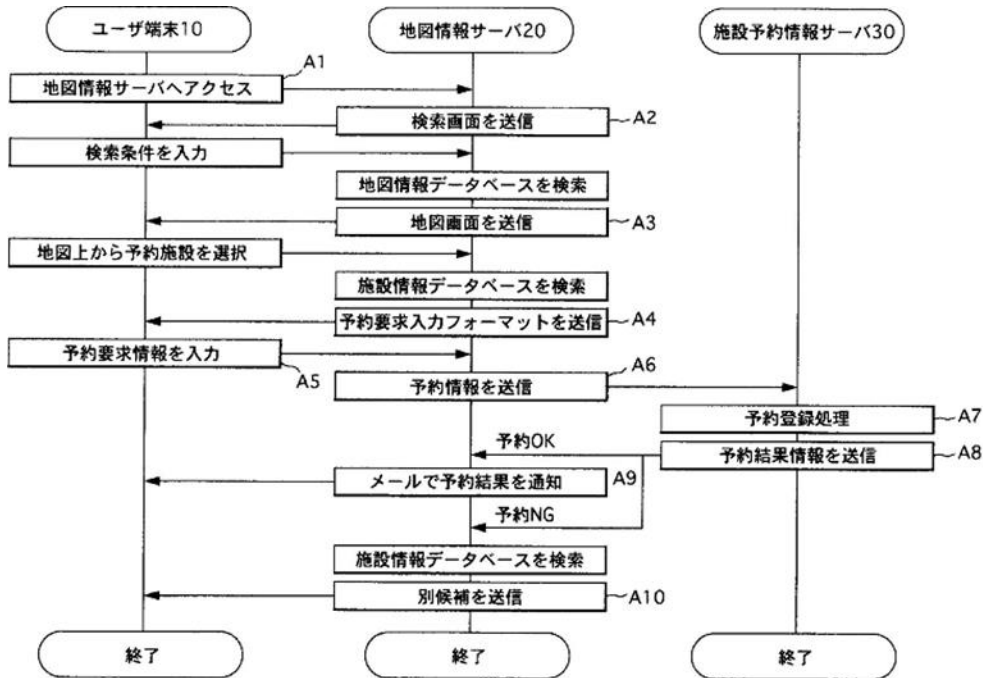 ユーザ端末10
地図情報サーバ20
施設予約情報サーバ30
A1
地図情報サーバへアクセス
検索画面を送信
A2
検索条件を入力
地図情報データベースを検索
地図画面を送信
A3
地図上から予約施設を選択
施設情報データベースを検索
予約要求入力フォーマットを送信
A4
予約要求情報を入力
A5
A6
予約情報を送信
予約登録処理
A7
予約OK
予約結果情報を送信
A8
メールで予約結果を通知
A9
予約NG
施設情報データベースを検索
別候補を送信
A10
終了
終了
終了